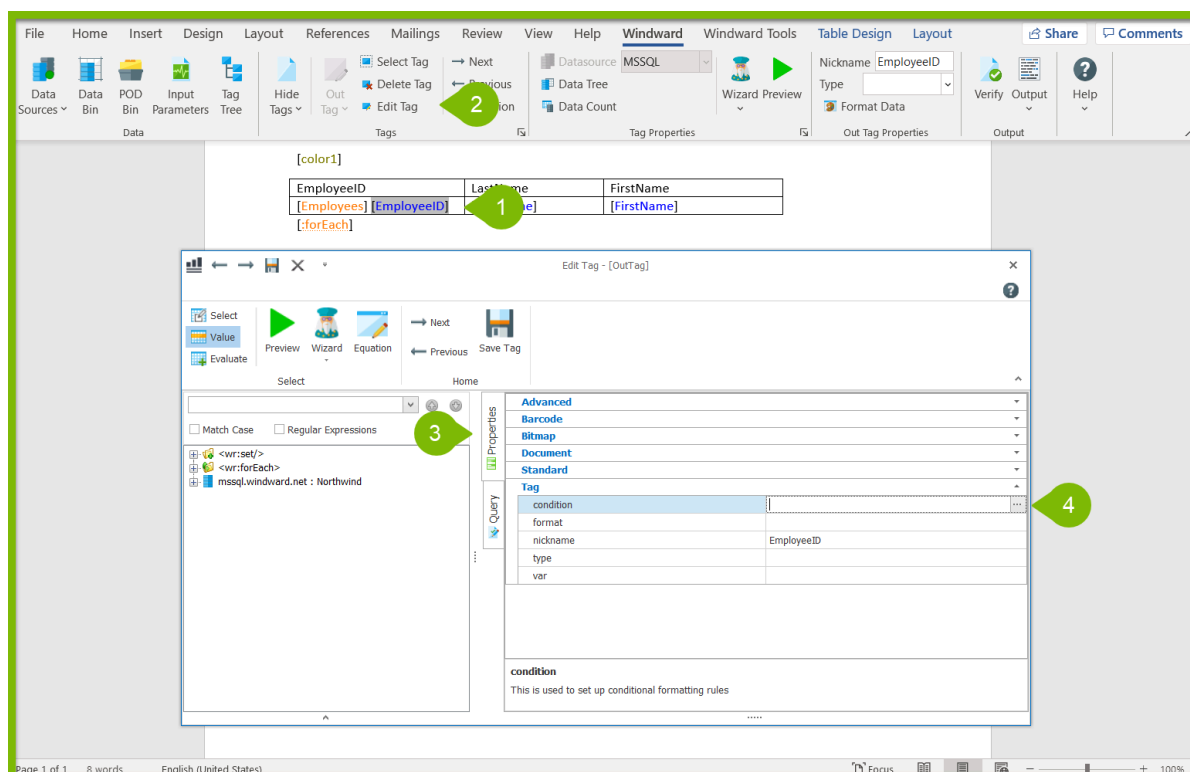 File Home Insert Design Layout References Mailings Review View Help Windward Windward Tools Table Design Layout Share Comments
Select Tag Next Datasource MSSQL Nickname EmployeeID
Delete Tag Data Tree Type
Edit Tag 2 Data Count Format Data
Data Sources Data Bin POD Bin Input Parameters Tag Tree Hide Tags Out Tag Wizard Preview Verify Output Help
Data Tags Tag Properties Out Tag Properties Output
[color1]
EmployeeID FirstName
[Employees] [EmployeeID] 1 [FirstName]
[:forEach]
Edit Tag - [OutTag]
Select
Value
Evaluate
Preview Wizard Equation
Next
Previous
Save Tag
Select Home
Match Case Regular Expressions
3
<wr:set/>
<wr:forEach>
mssql.windward.net : Northwind
Properties
Query
Advanced
Barcode
Bitmap
Document
Standard
Tag
condition ... 4
format
nickname EmployeeID
type
var
condition
This is used to set up conditional formatting rules
Page 1 of 1 8 words English (United States) Focus 100%